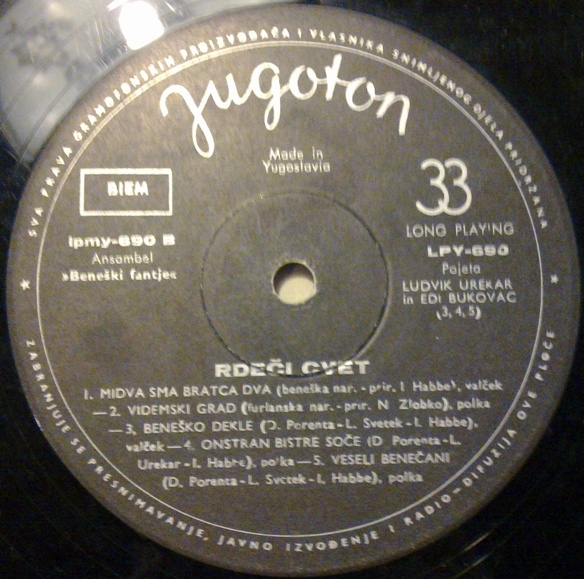 SVA PRAVA GRAMOFONSKIH PROIZVOĐAČA I VLASNIKA SNIMLJENOG DJELA PRIDRŽANA
Jugoton
Made in
Yugoslavia
BIEM
lpmy-690 B
Ansambel
»Beneški fantje«
33
LONG PLAYING
LPY-690
Pojeta
LUDVIK UREKAR
in EDI BUKOVAC
(3, 4, 5)
RDEČI CVET
1. MIDVA SMA BRATCA DVA (beneška nar. - prir. I Habbe), valček
—2. VIDEMSKI GRAD (furlanska nar. - prir. N Zlobko), polka
—3. BENEŠKO DEKLE (D. Porenta - L. Svetek - I. Habbe),
valček — 4. ONSTRAN BISTRE SOČE (D Porenta - L.
Urekar - I. Habbe), polka — 5. VESELI BENEČANI
(D. Porenta - L. Svetek - I. Habbe), polka
ZABRANJUJE SE PRESNIMAVANJE, JAVNO IZVOĐENJE I RADIO-DIFUZIJA OVE PLOČE